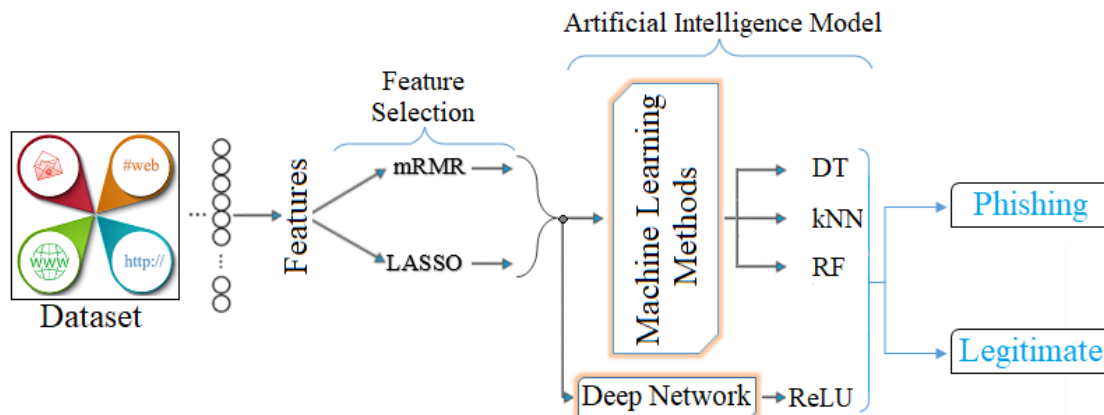 Artificial Intelligence Model
Feature
Selection
#web
www
http://
Dataset
Features
mRMR
LASSO
Machine Learning
Methods
DT
kNN
RF
Deep Network
ReLU
Phishing
Legitimate